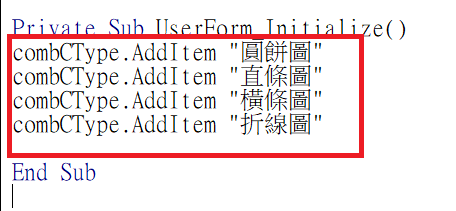 Private Sub UserForm_Initialize()
combCType.AddItem "圓餅圖"
combCType.AddItem "直條圖"
combCType.AddItem "橫條圖"
combCType.AddItem "折線圖"
End Sub